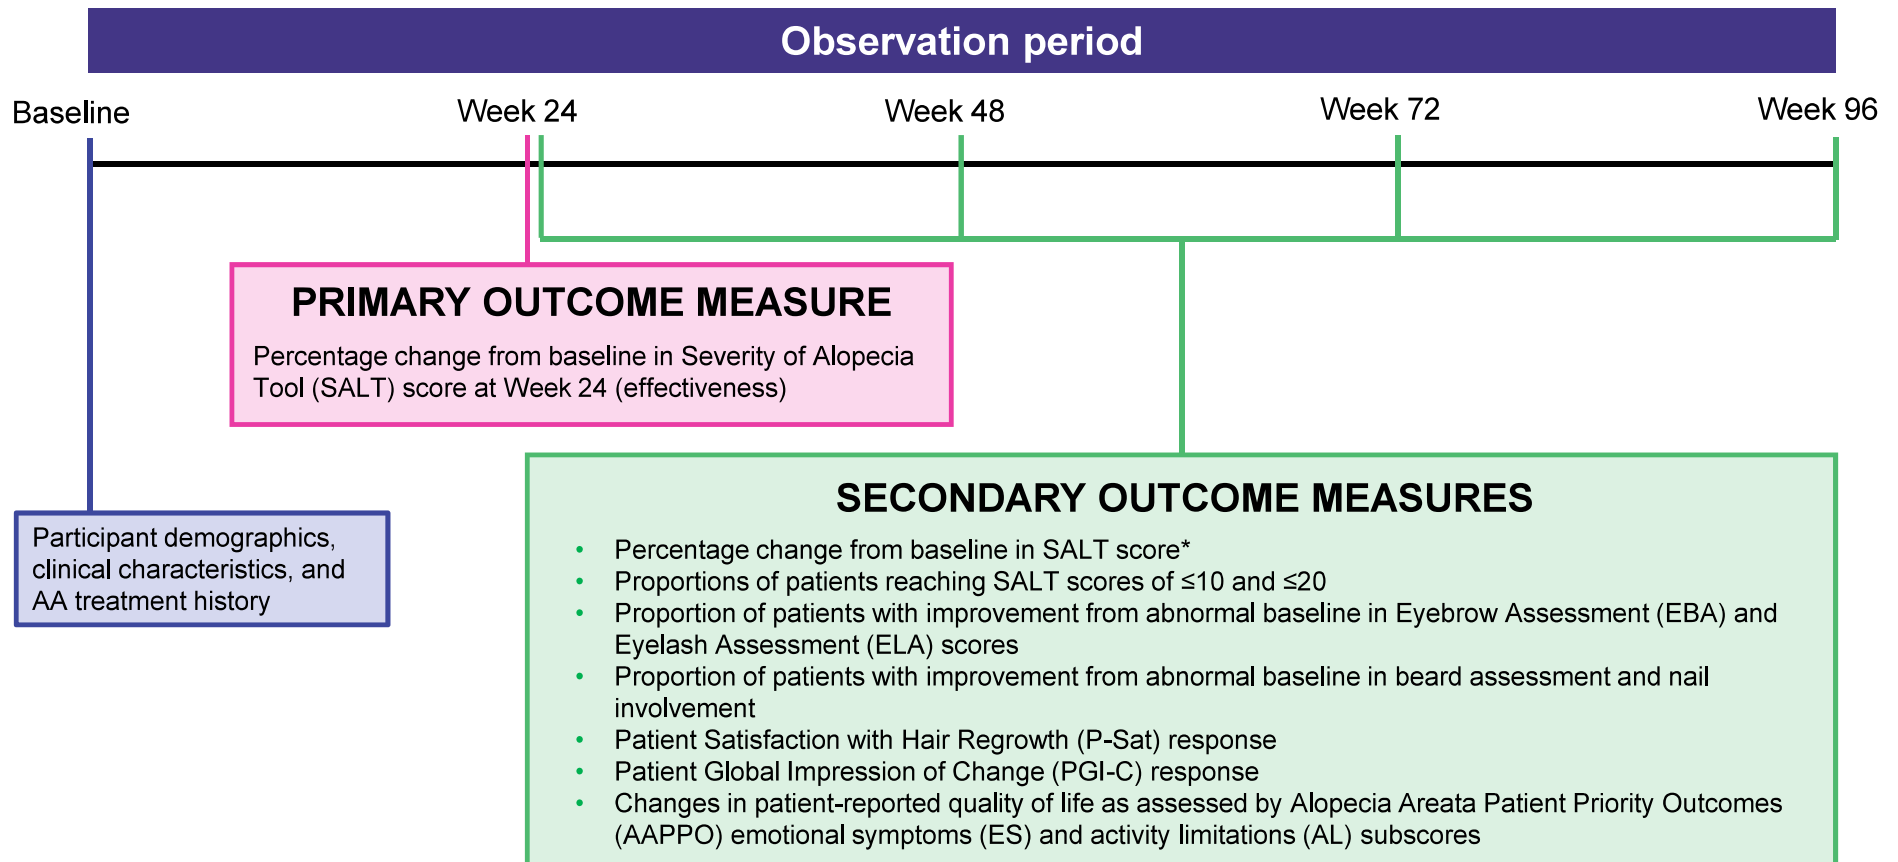 Observation period
Baseline
Week 24
Week 48
Week 72
Week 96
PRIMARY OUTCOME MEASURE
Percentage change from baseline in Severity of Alopecia
Tool (SALT) score at Week 24 (effectiveness)
Participant demographics,
clinical characteristics, and
AA treatment history
SECONDARY OUTCOME MEASURES
• Percentage change from baseline in SALT score*
• Proportions of patients reaching SALT scores of ≤10 and ≤20
• Proportion of patients with improvement from abnormal baseline in Eyebrow Assessment (EBA) and
Eyelash Assessment (ELA) scores
• Proportion of patients with improvement from abnormal baseline in beard assessment and nail
involvement
• Patient Satisfaction with Hair Regrowth (P-Sat) response
• Patient Global Impression of Change (PGI-C) response
• Changes in patient-reported quality of life as assessed by Alopecia Areata Patient Priority Outcomes
(AAPPO) emotional symptoms (ES) and activity limitations (AL) subscores